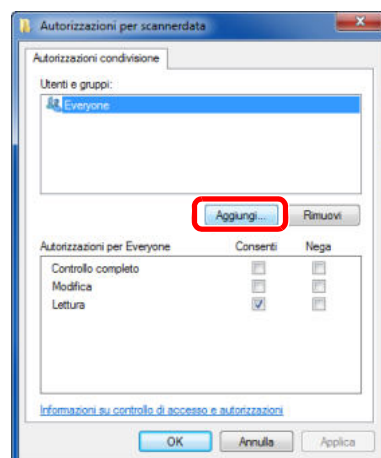 Autorizzazioni per scannerdata
Autorizzazioni condivisione
Utenti e gruppi:
Everyone
Aggiungi... Rimuovi
Autorizzazioni per Everyone Consenti Nega
Controllo completo
Modifica
Lettura
Informazioni su controllo di accesso e autorizzazioni
OK Annulla Applica